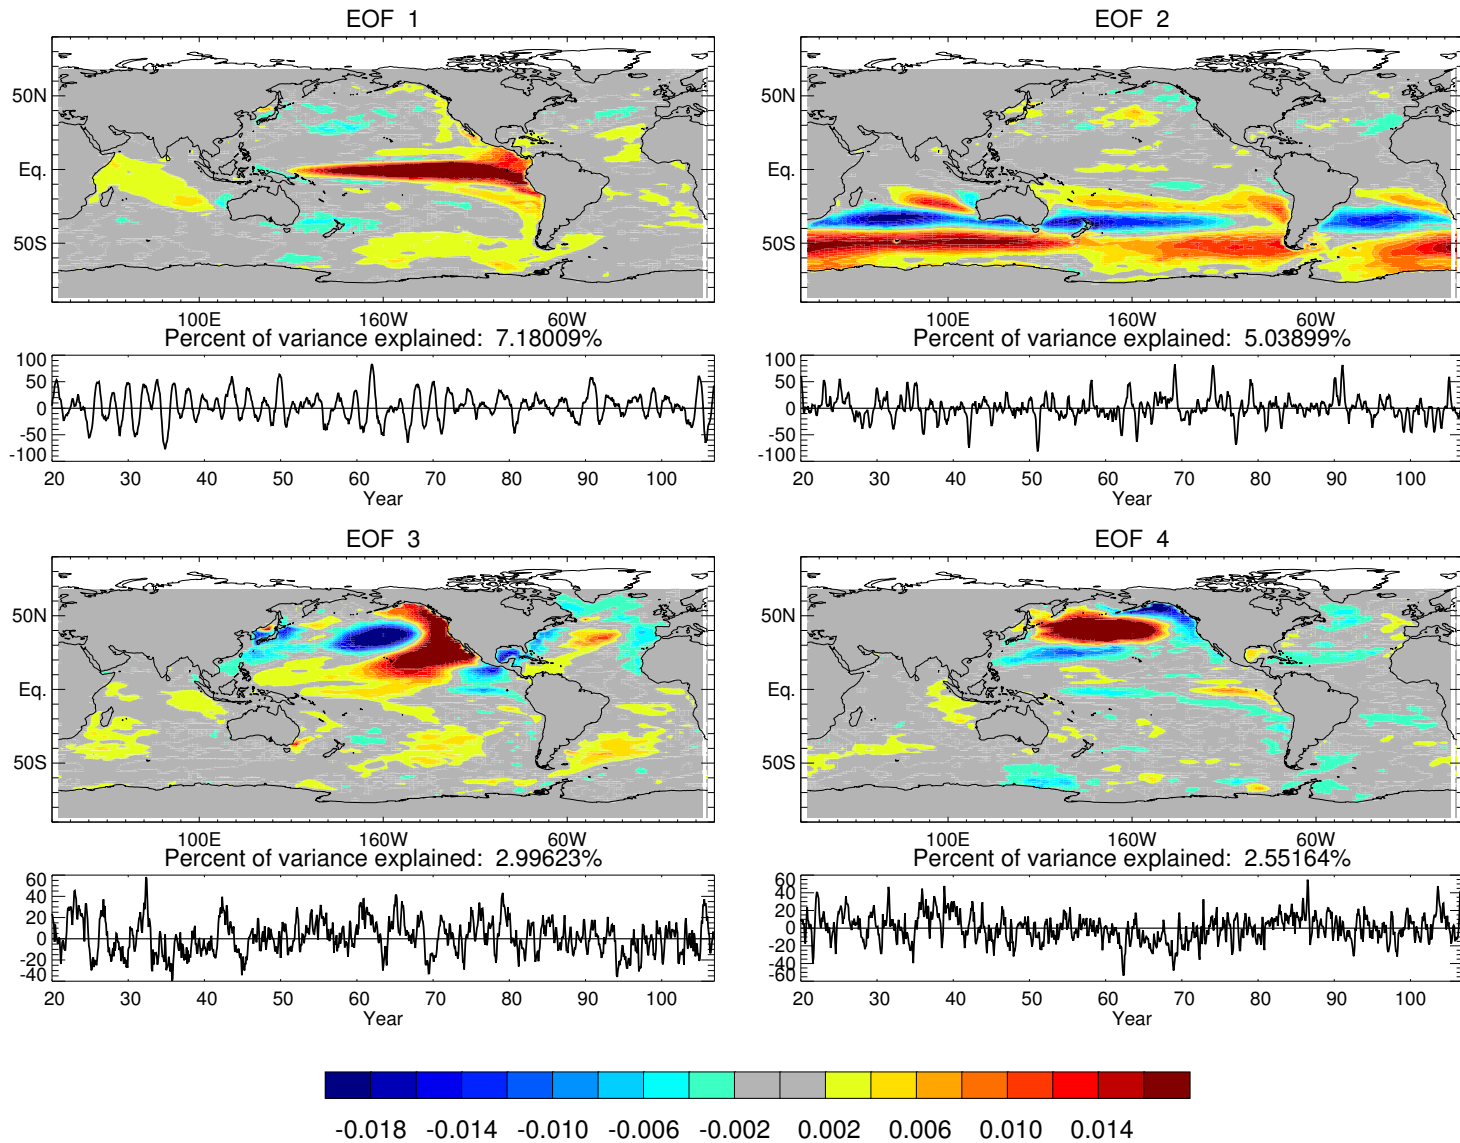 EOF 1
50N
Eq.
50S
100E 160W 60W
Percent of variance explained: 7.18009%
100
50
0
-50
-100
20 30 40 50 60 70 80 90 100
Year
EOF 2
50N
Eq.
50S
100E 160W 60W
Percent of variance explained: 5.03899%
100
50
0
-50
-100
20 30 40 50 60 70 80 90 100
Year
EOF 3
50N
Eq.
50S
100E 160W 60W
Percent of variance explained: 2.99623%
60
40
20
0
-20
-40
20 30 40 50 60 70 80 90 100
Year
EOF 4
50N
Eq.
50S
100E 160W 60W
Percent of variance explained: 2.55164%
60
40
20
0
-20
-40
-60
20 30 40 50 60 70 80 90 100
Year
-0.018 -0.014 -0.010 -0.006 -0.002 0.002 0.006 0.010 0.014